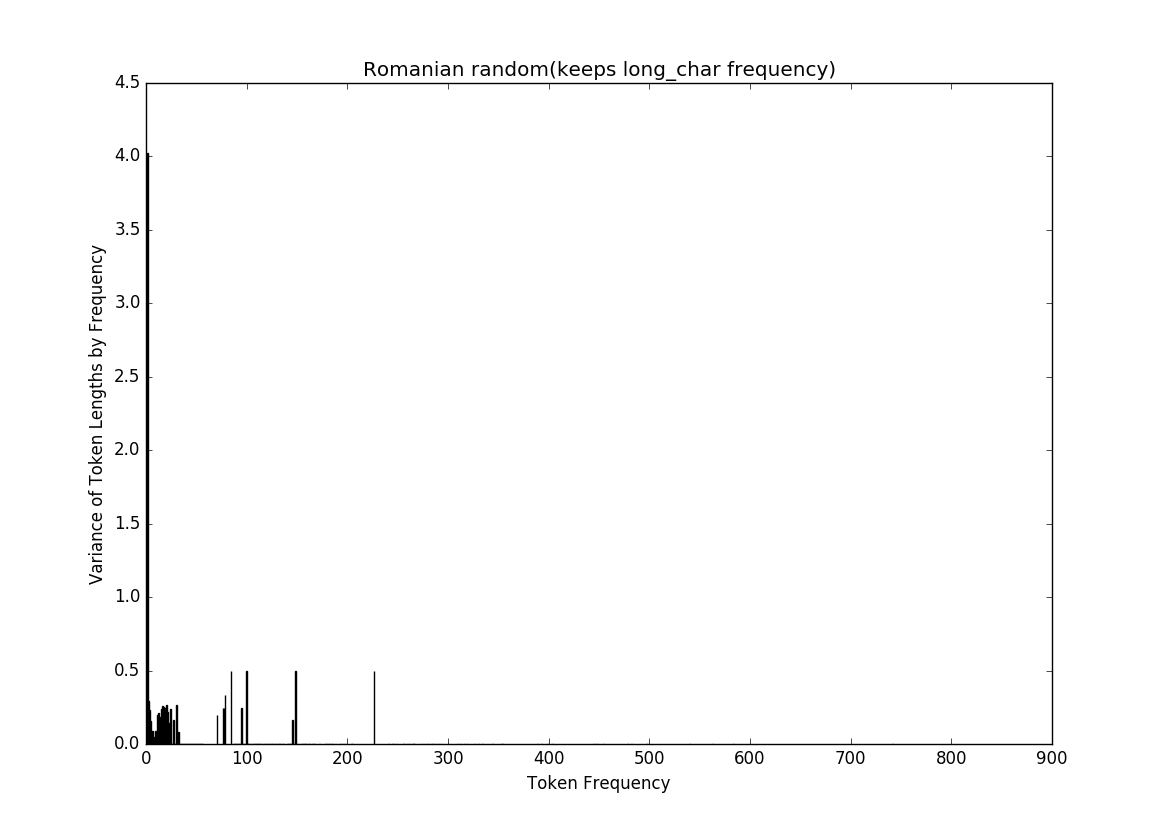 Romanian random(keeps long_char frequency)
4.5
4.0
3.5
3.0
2.5
2.0
1.5
1.0
0.5
0.0
Variance of Token Lengths by Frequency
0 100 200 300 400 500 600 700 800 900
Token Frequency